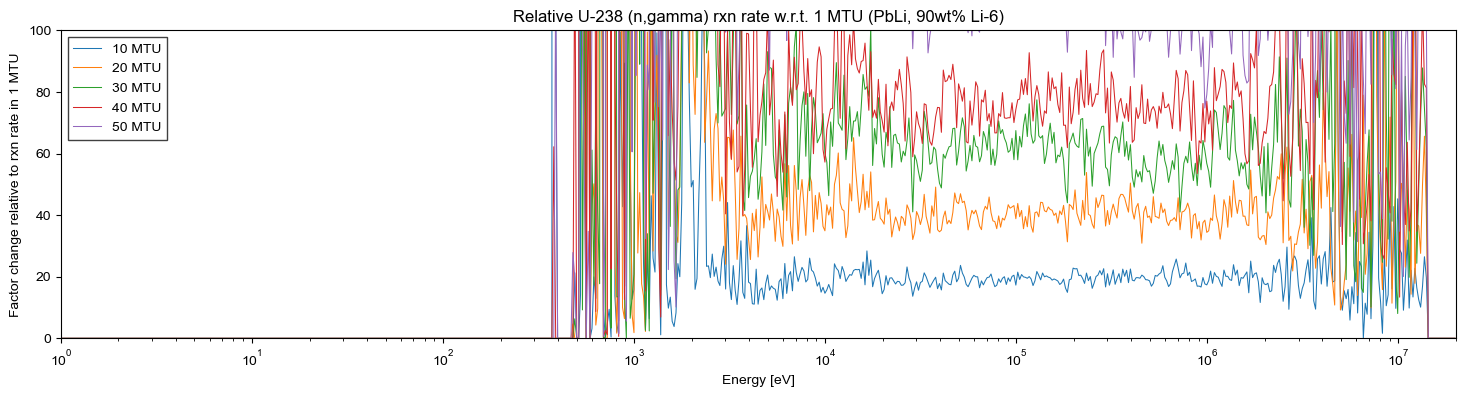 Relative U-238 (n,gamma) rxn rate w.r.t. 1 MTU (PbLi, 90wt% Li-6)
Factor change relative to rxn rate in 1 MTU
100
80
60
40
20
0
10 MTU
20 MTU
30 MTU
40 MTU
50 MTU
10⁰ 10¹ 10² 10³ 10⁴ 10⁵ 10⁶ 10⁷
Energy [eV]